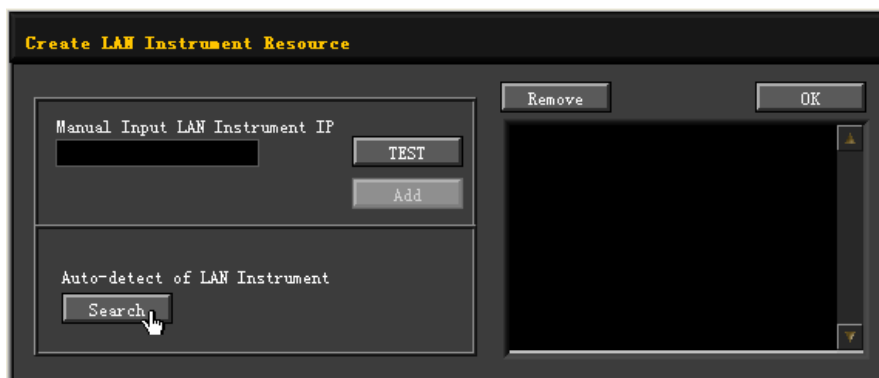 Create LAN Instrument Resource
Remove
OK
Manual Input LAN Instrument IP
TEST
Add
Auto-detect of LAN Instrument
Search